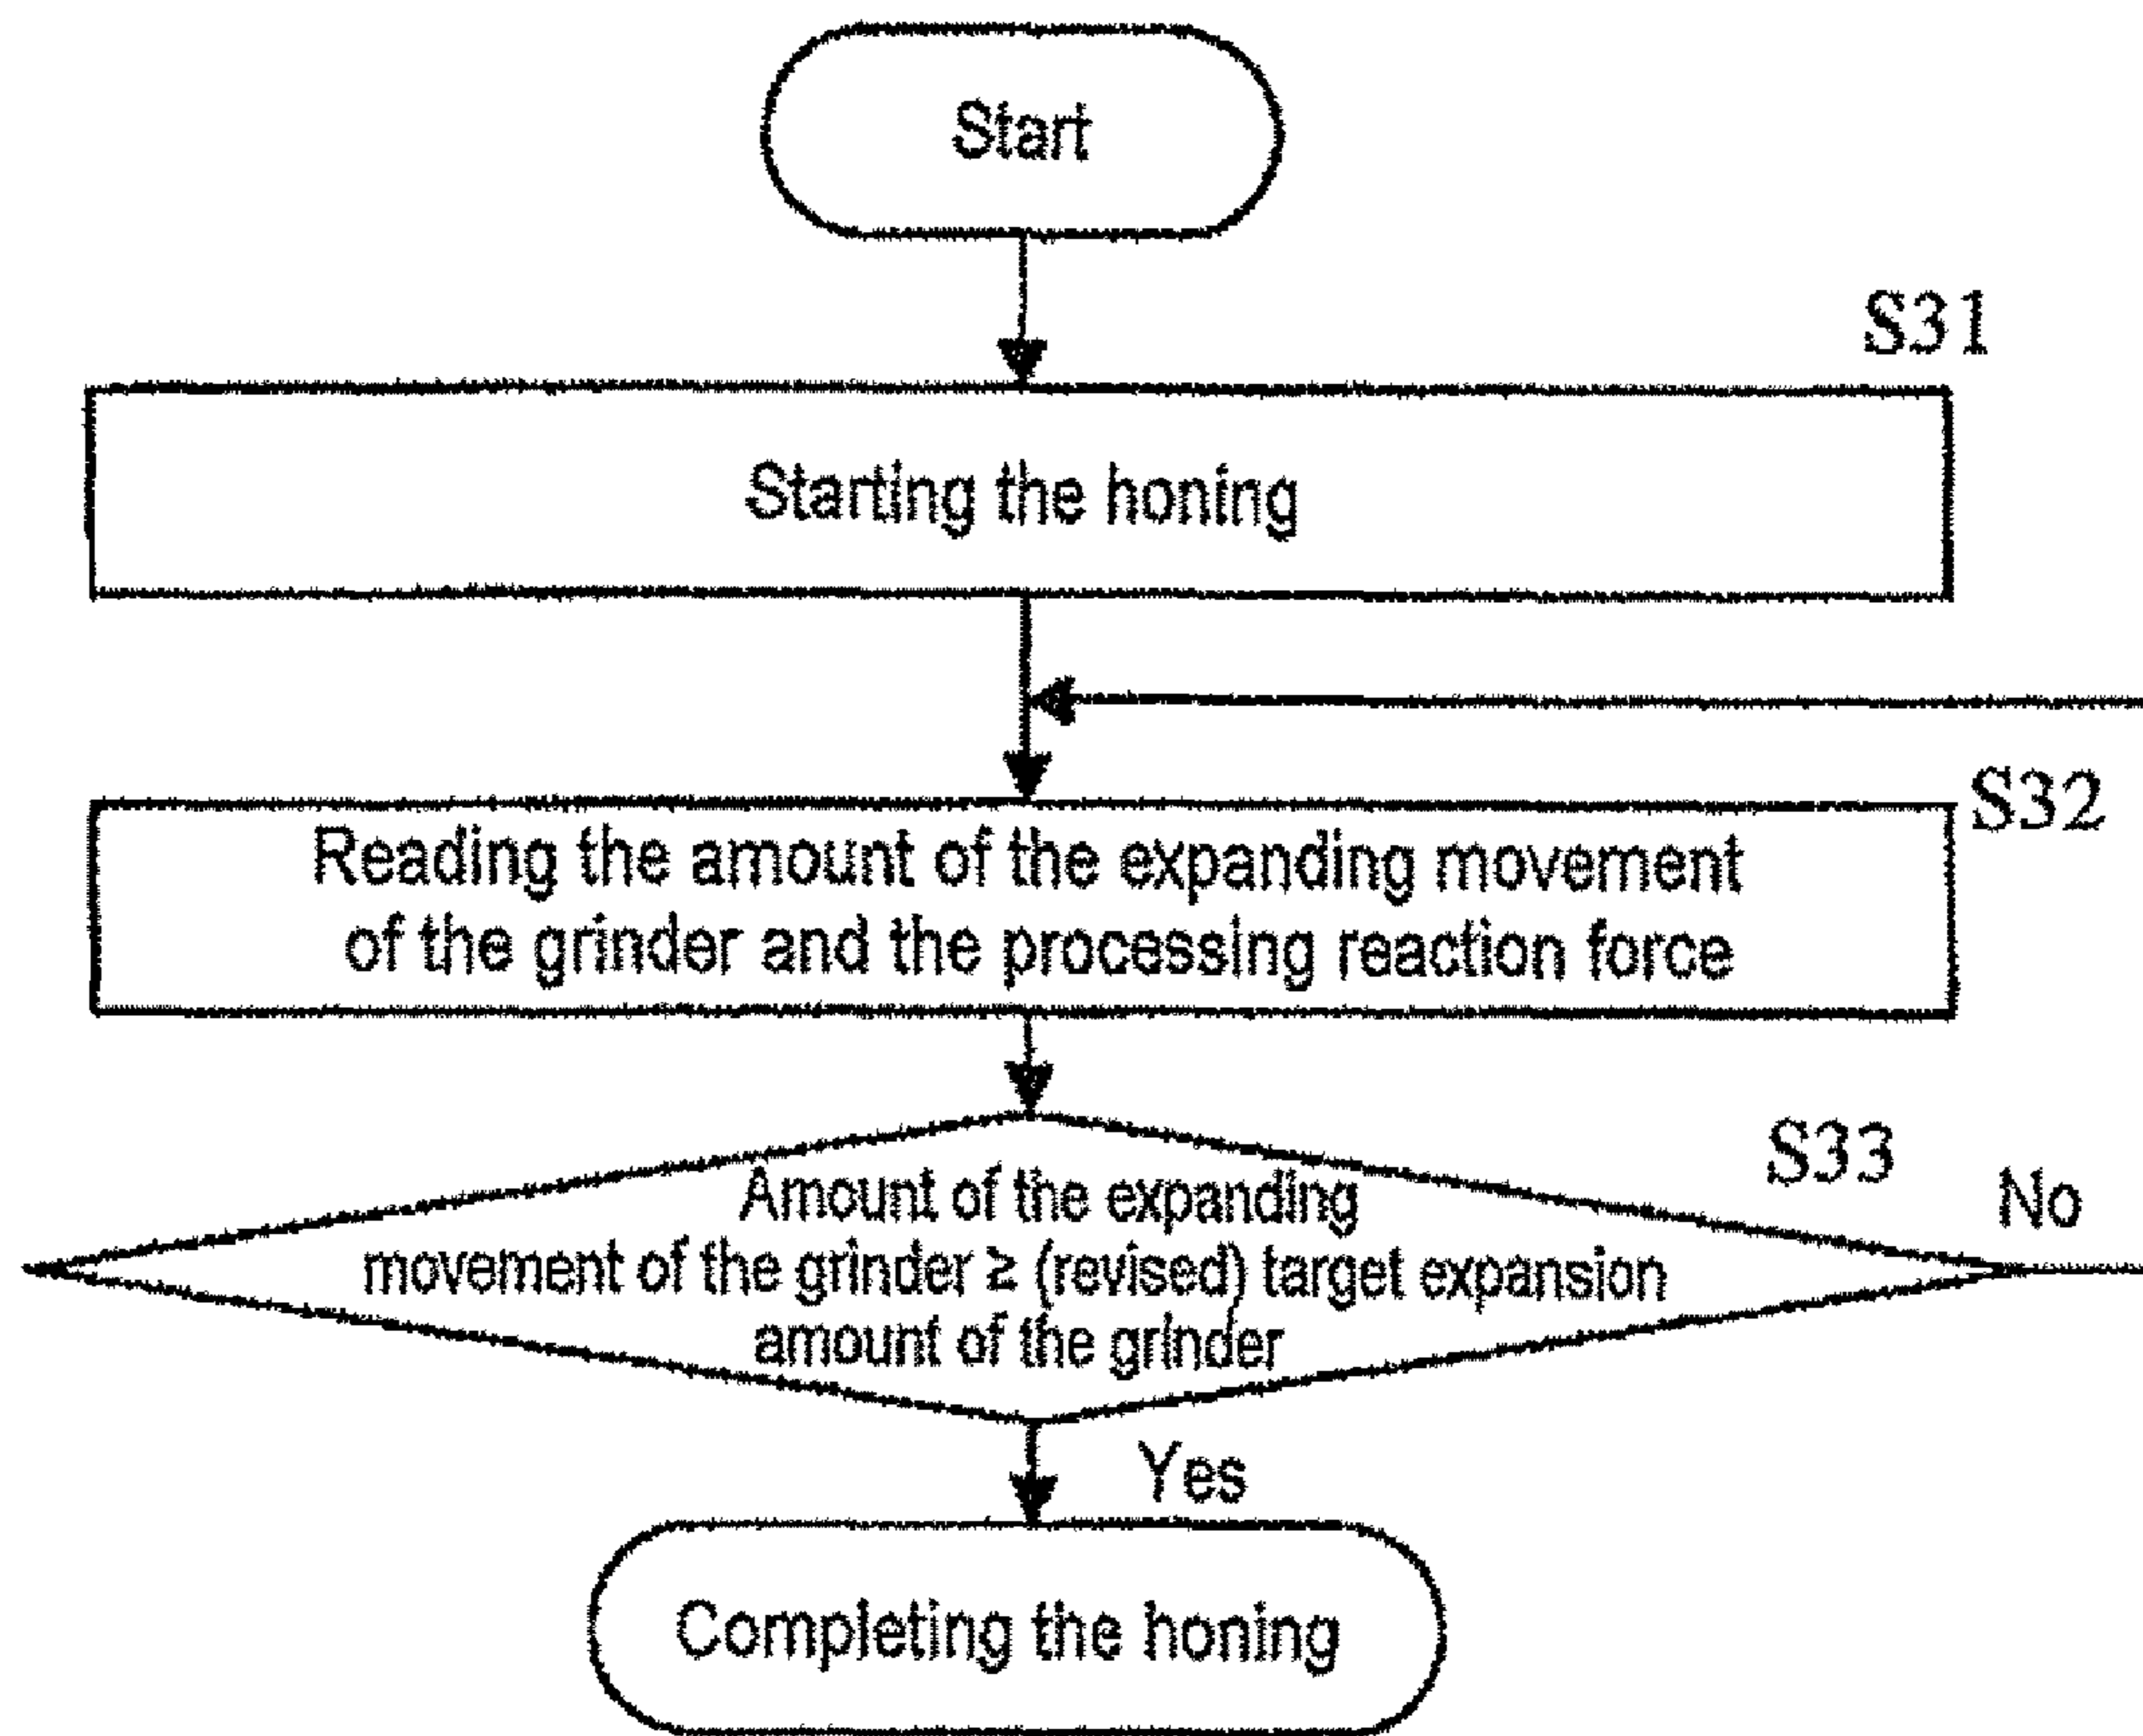 Start
S31
Starting the honing
S32
Reading the amount of the expanding movement
of the grinder and the processing reaction force
S33
Amount of the expanding
No
movement of the grinder ≥ (revised) target expansion
amount of the grinder
Yes
Completing the honing